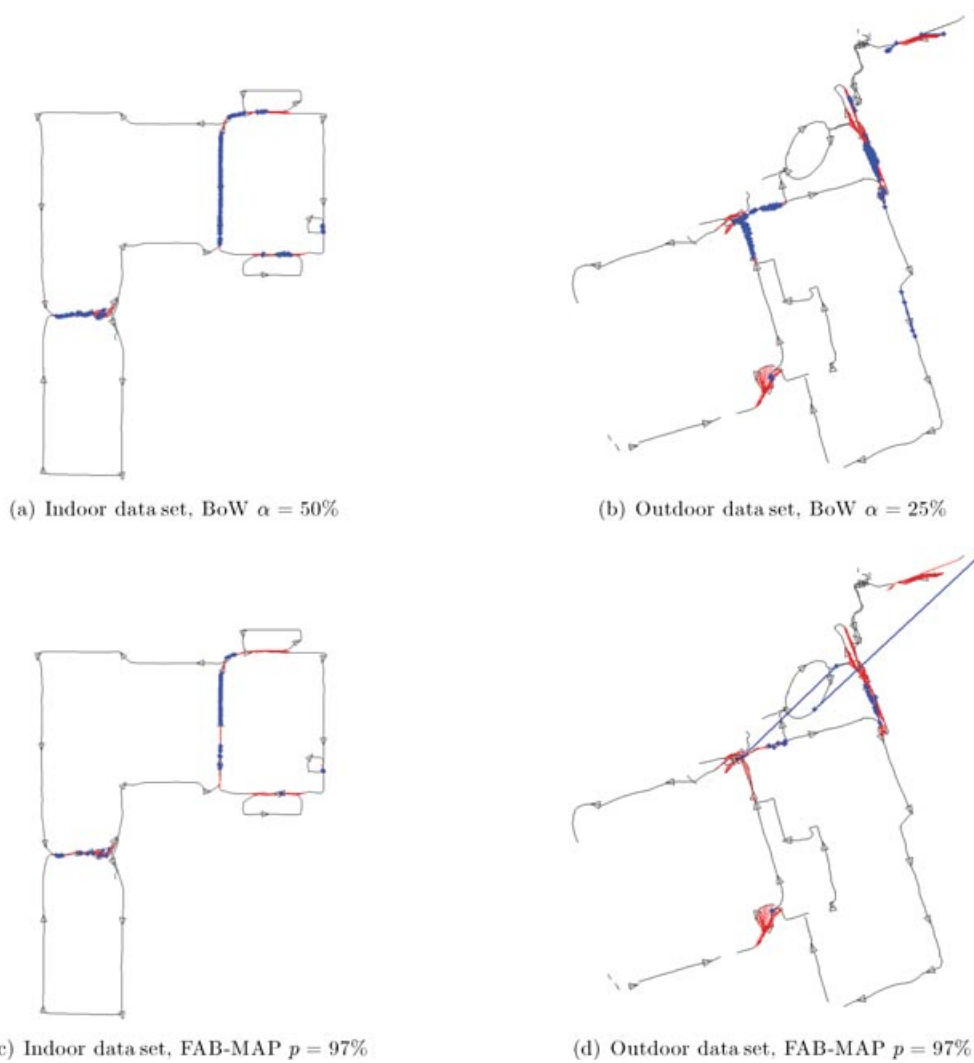 (a) Indoor data set, BoW α = 50%
(b) Outdoor data set, BoW α = 25%
c) Indoor data set, FAB-MAP p = 97%
(d) Outdoor data set, FAB-MAP p = 97%